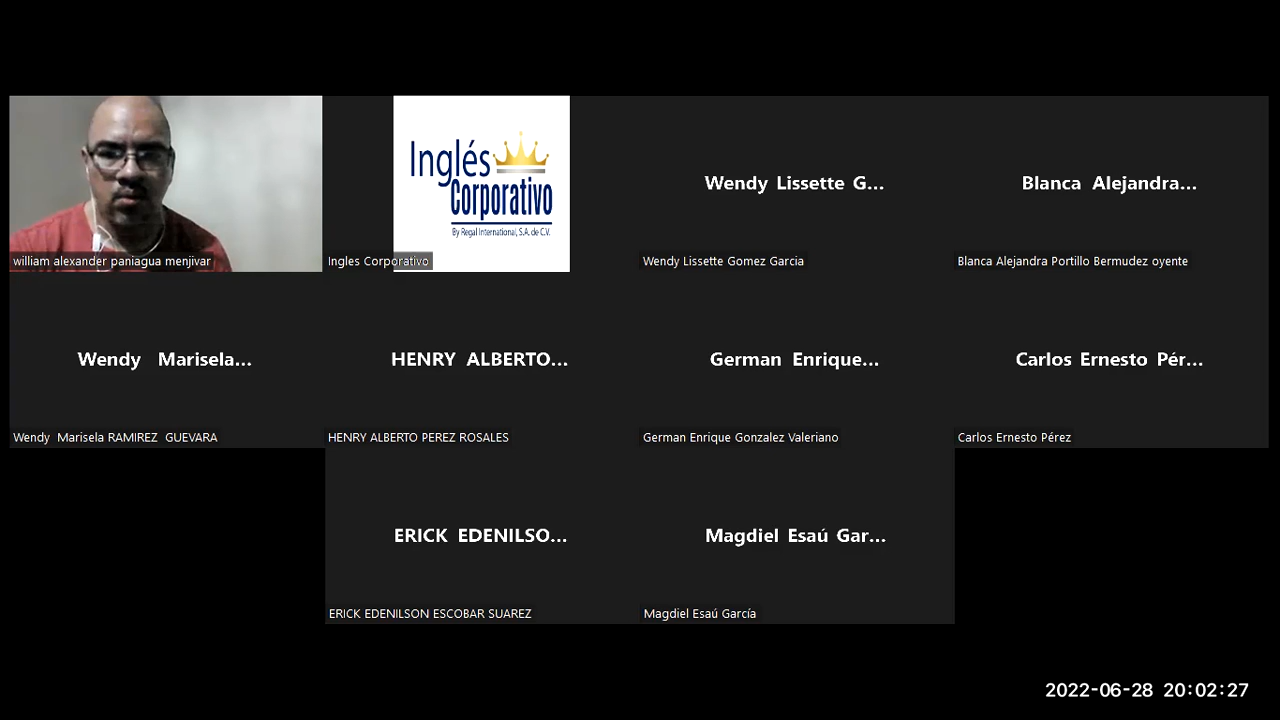 Inglés
Corporativo
By Regal International, S.A. de C.V.
Wendy Lissette G...
Blanca Alejandra...
william alexander paniagua menjivar
Ingles Corporativo
Wendy Lissette Gomez Garcia
Blanca Alejandra Portillo Bermudez oyente
Wendy Marisela...
HENRY ALBERTO...
German Enrique...
Carlos Ernesto Pér...
Wendy Marisela RAMIREZ GUEVARA
HENRY ALBERTO PEREZ ROSALES
German Enrique Gonzalez Valeriano
Carlos Ernesto Pérez
ERICK EDENILSO...
Magdiel Esaú Gar...
ERICK EDENILSON ESCOBAR SUAREZ
Magdiel Esaú García
2022-06-28 20:02:27